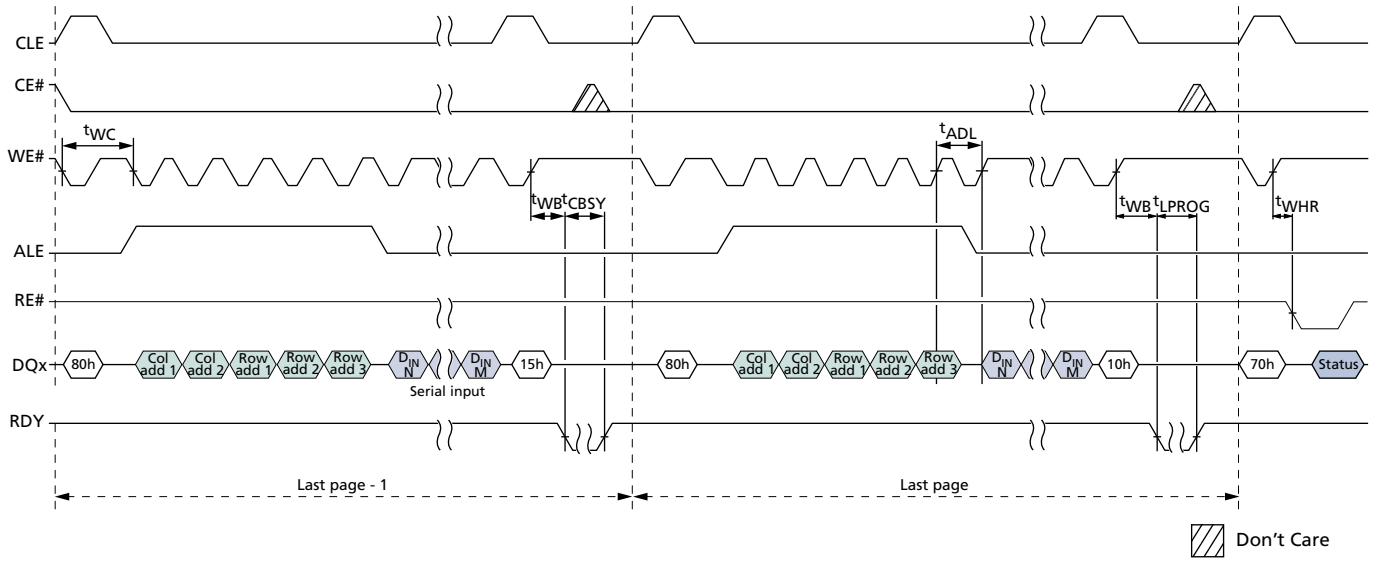 CLE
CE#
tWC
tADL
WE#
tWB tCBSY
tWB tLPROG
tWHR
ALE
RE#
DQx
80h
Col add 1
Col add 2
Row add 1
Row add 2
Row add 3
DIN N
DIN M
15h
80h
Col add 1
Col add 2
Row add 1
Row add 2
Row add 3
DIN N
DIN M
10h
70h
Status
Serial input
RDY
Last page - 1
Last page
Don't Care